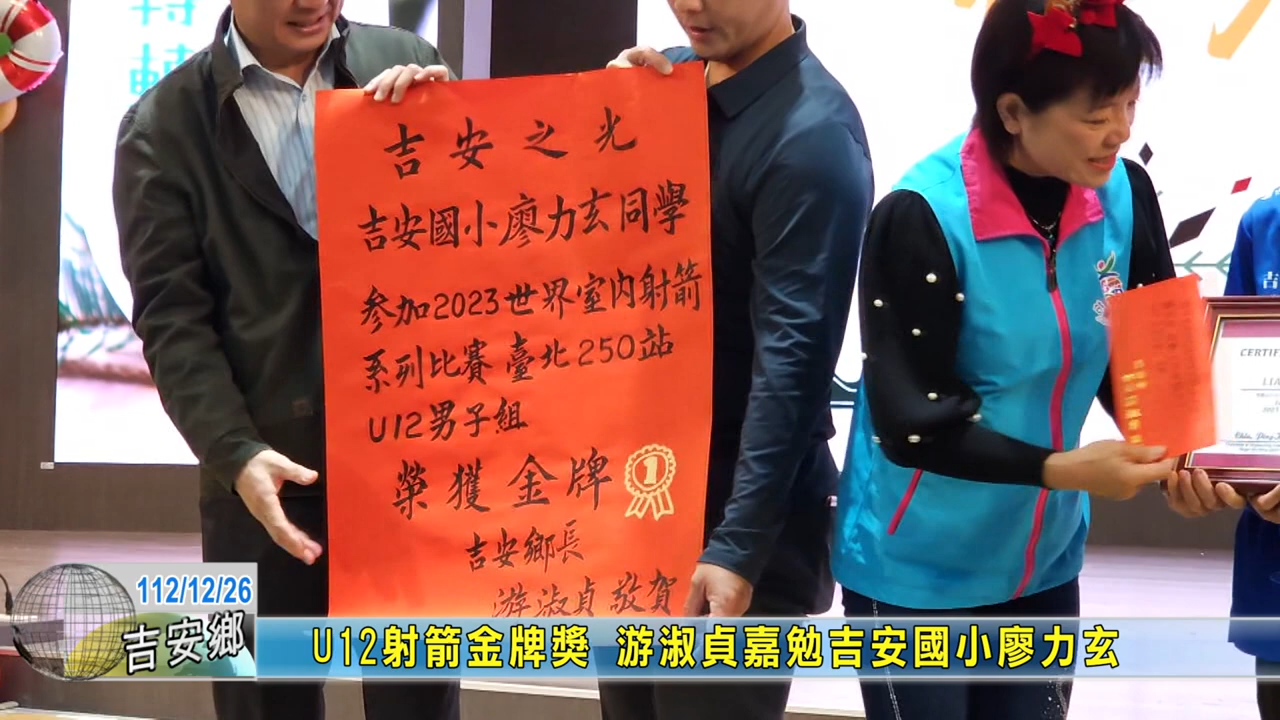 吉安之光
吉安國小廖力玄同學
參加2023世界室內射箭
系列比賽 臺北250站
U12男子組
榮獲金牌
1
吉安鄉長
游淑貞敬賀
CERTIF
112/12/26
吉安鄉
U12射箭金牌獎 游淑貞嘉勉吉安國小廖力玄